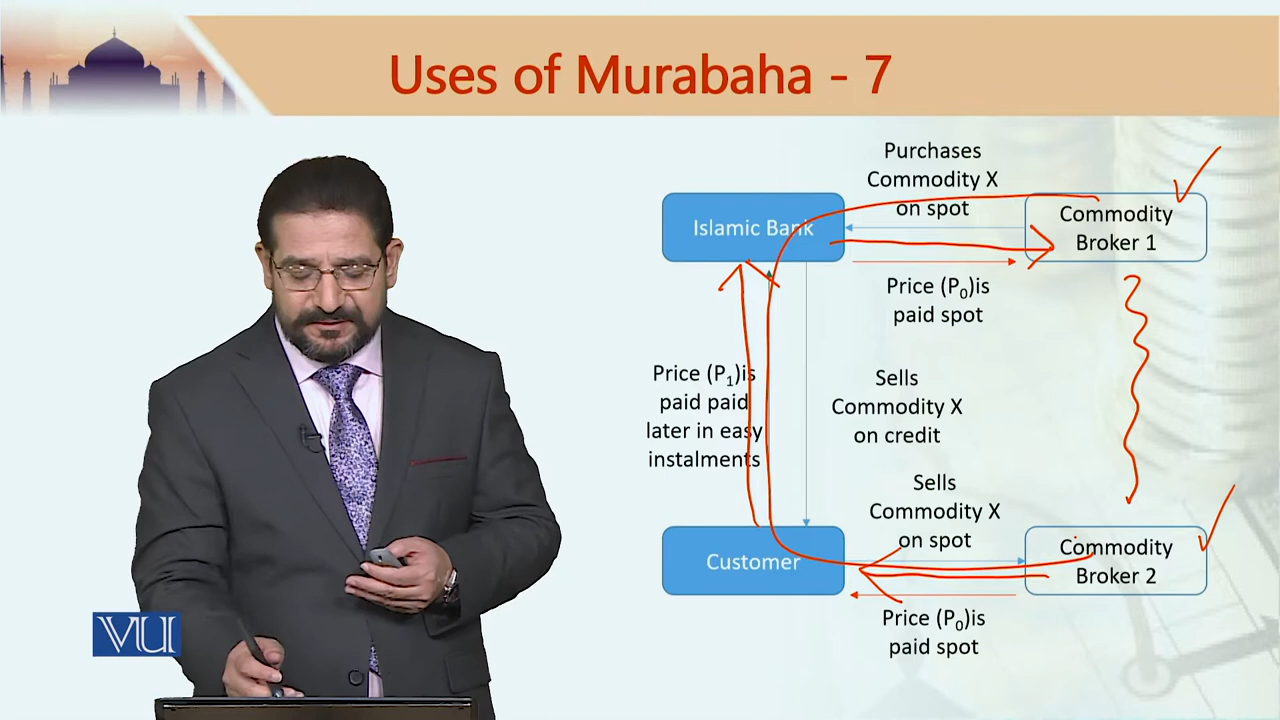 Uses of Murabaha - 7
Purchases
Commodity X
on spot
Islamic Bank
Commodity
Broker 1
Price (P₀)is
paid spot
Price (P₁)is
paid paid
later in easy
instalments
Sells
Commodity X
on credit
Sells
Commodity X
on spot
Customer
Commodity
Broker 2
Price (P₀)is
paid spot
VU